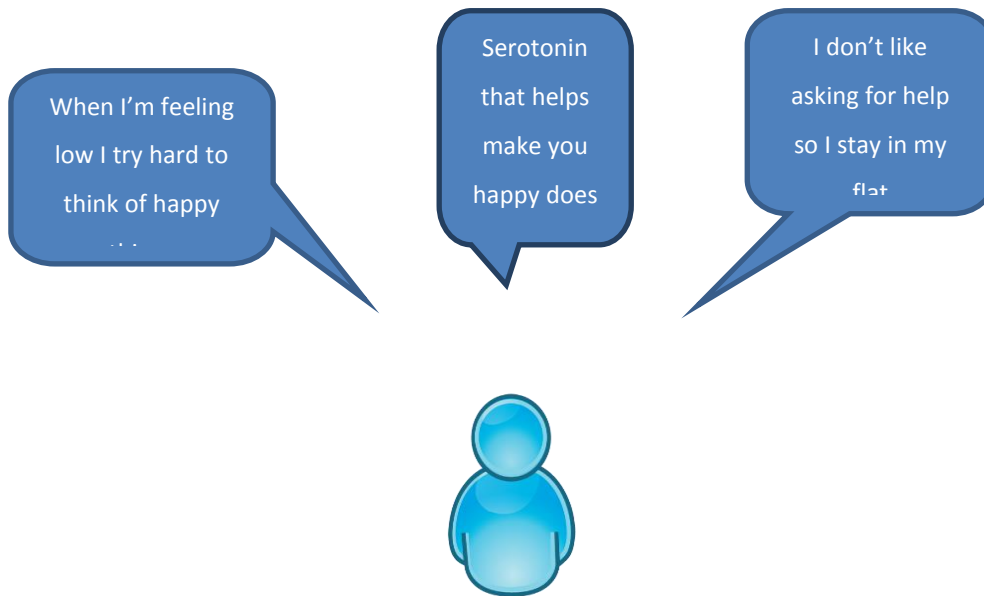 When I’m feeling
low I try hard to
think of happy
Serotonin
that helps
make you
happy does
I don’t like
asking for help
so I stay in my
flat